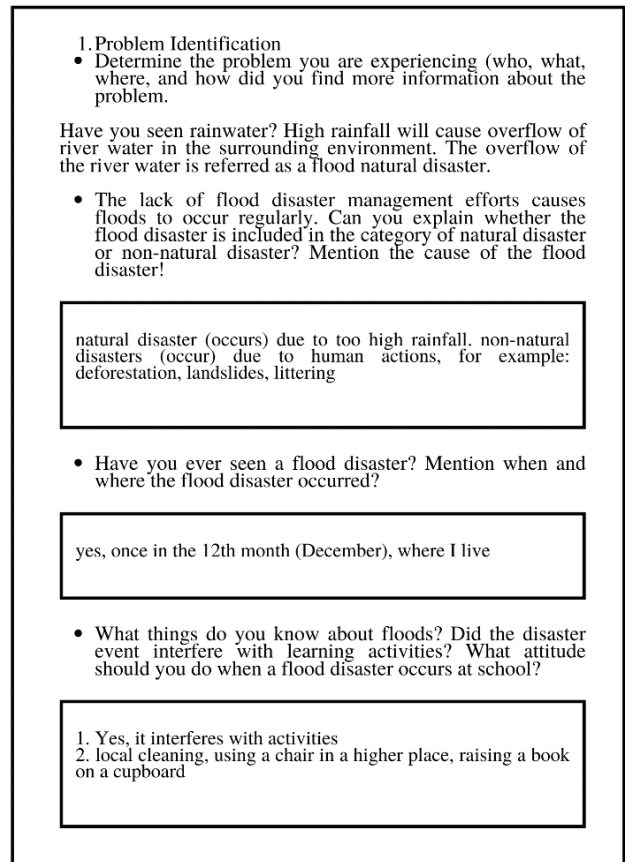 1. Problem Identification
• Determine the problem you are experiencing (who, what,
where, and how did you find more information about the
problem.
Have you seen rainwater? High rainfall will cause overflow of
river water in the surrounding environment. The overflow of
the river water is referred as a flood natural disaster.
• The lack of flood disaster management efforts causes
floods to occur regularly. Can you explain whether the
flood disaster is included in the category of natural disaster
or non-natural disaster? Mention the cause of the flood
disaster!
natural disaster (occurs) due to too high rainfall. non-natural
disasters (occur) due to human actions, for example:
deforestation, landslides, littering
• Have you ever seen a flood disaster? Mention when and
where the flood disaster occurred?
yes, once in the 12th month (December), where I live
• What things do you know about floods? Did the disaster
event interfere with learning activities? What attitude
should you do when a flood disaster occurs at school?
1. Yes, it interferes with activities
2. local cleaning, using a chair in a higher place, raising a book
on a cupboard